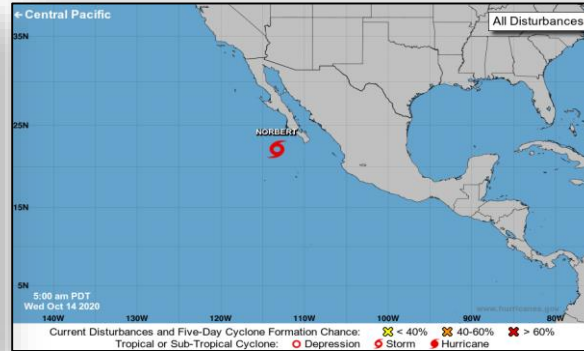 ←Central Pacific
All Disturbances
35N
NORBERT
25N
15N
5N
5:00 am PDT
Wed Oct 14 2020
www.hurricanes.gov
140W 130W 120W 110W 100W 90W 80W
Current Disturbances and Five-Day Cyclone Formation Chance: < 40% 40-60% > 60%
Tropical or Sub-Tropical Cyclone: Depression Storm Hurricane